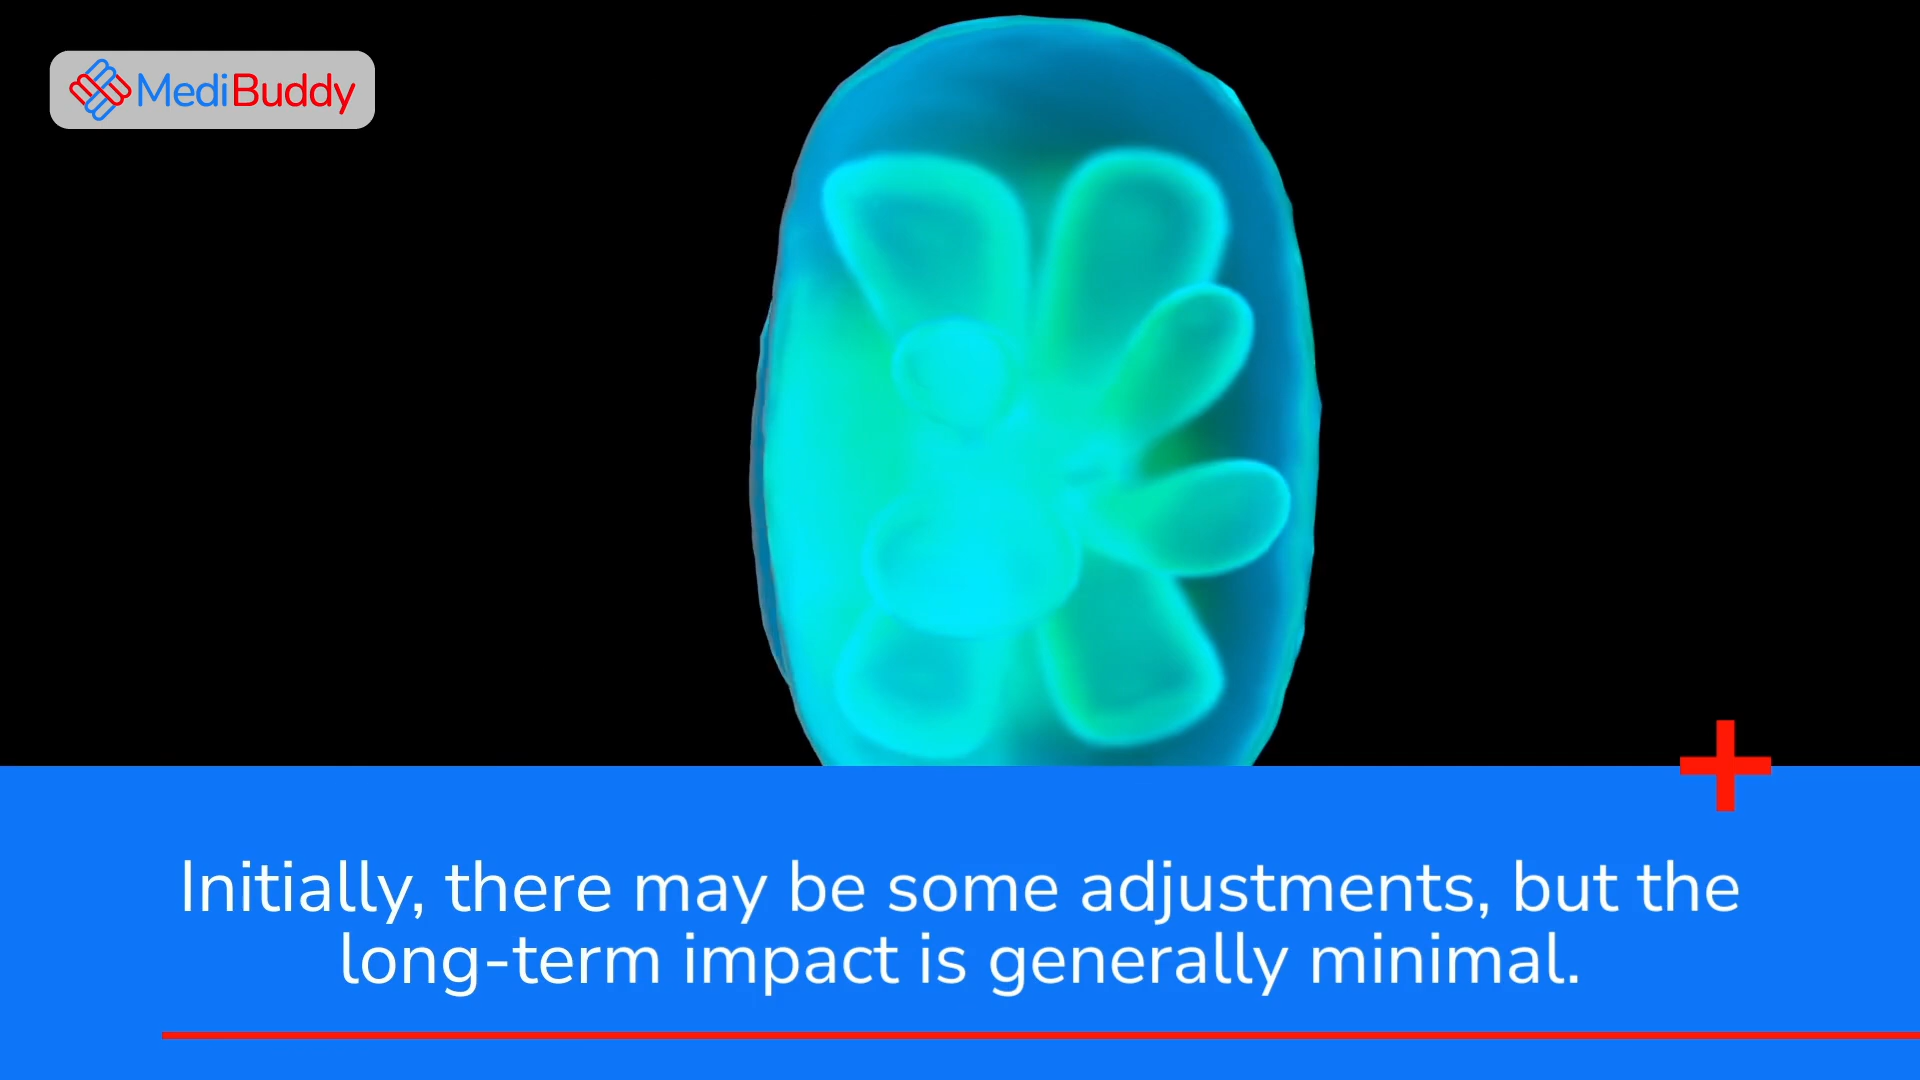 MediBuddy
Initially, there may be some adjustments, but the
long-term impact is generally minimal.